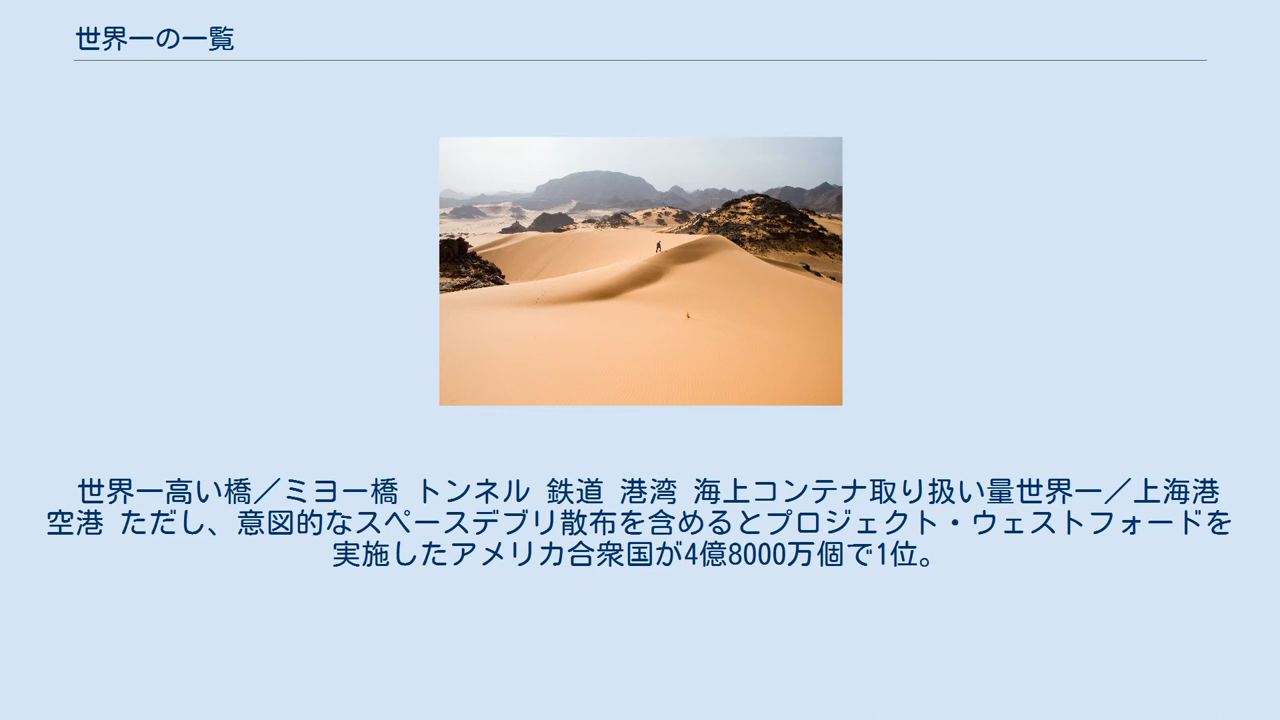 世界一の一覧
世界一高い橋／ミヨー橋 トンネル 鉄道 港湾 海上コンテナ取り扱い量世界一／上海港
空港 ただし、意図的なスペースデブリ散布を含めるとプロジェクト・ウェストフォードを
実施したアメリカ合衆国が4億8000万個で1位。